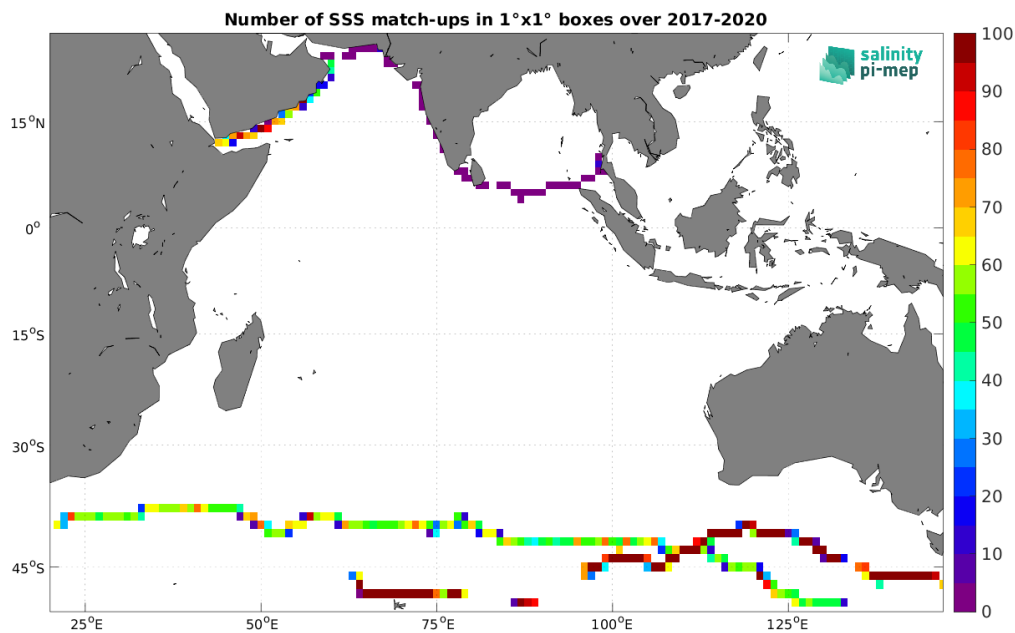 Number of SSS match-ups in 1°x1° boxes over 2017-2020
salinity
pi-mep
15°N
0°
15°S
30°S
45°S
25°E
50°E
75°E
100°E
125°E
100
90
80
70
60
50
40
30
20
10
0